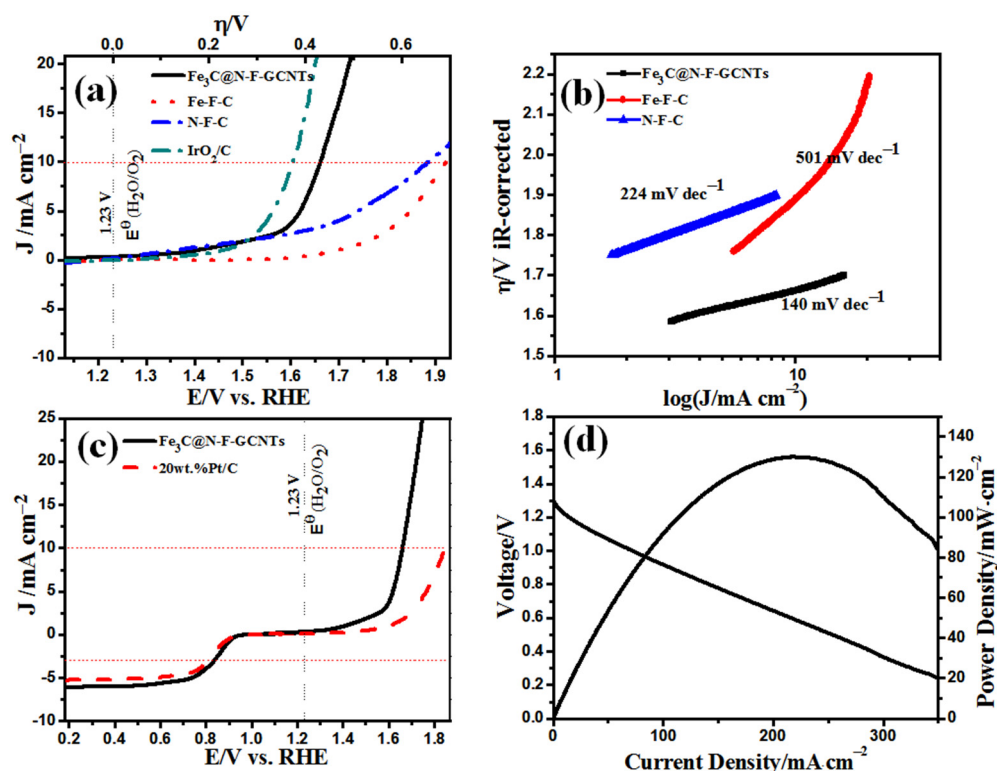 η/V
0.0 0.2 0.4 0.6
(a)
Fe₃C@N-F-GCNTs
Fe-F-C
N-F-C
IrO₂/C
1.23 V
E^Θ (H₂O/O₂)
20
15
10
5
0
-5
-10
J /mA cm⁻²
1.2 1.3 1.4 1.5 1.6 1.7 1.8 1.9
E/V vs. RHE
(b)
Fe₃C@N-F-GCNTs
Fe-F-C
N-F-C
224 mV dec⁻¹
501 mV dec⁻¹
140 mV dec⁻¹
2.2
2.1
2.0
1.9
1.8
1.7
1.6
1.5
η/V iR-corrected
1 10
log(J/mA cm⁻²)
(c)
Fe₃C@N-F-GCNTs
20wt.%Pt/C
1.23 V
E^Θ (H₂O/O₂)
25
20
15
10
5
0
-5
-10
J /mA cm⁻²
0.2 0.4 0.6 0.8 1.0 1.2 1.4 1.6 1.8
E/V vs. RHE
(d)
1.8
1.6
1.4
1.2
1.0
0.8
0.6
0.4
0.2
0.0
Voltage/V
140
120
100
80
60
40
20
0
Power Density/mW·cm⁻²
0 100 200 300
Current Density/mA·cm⁻²